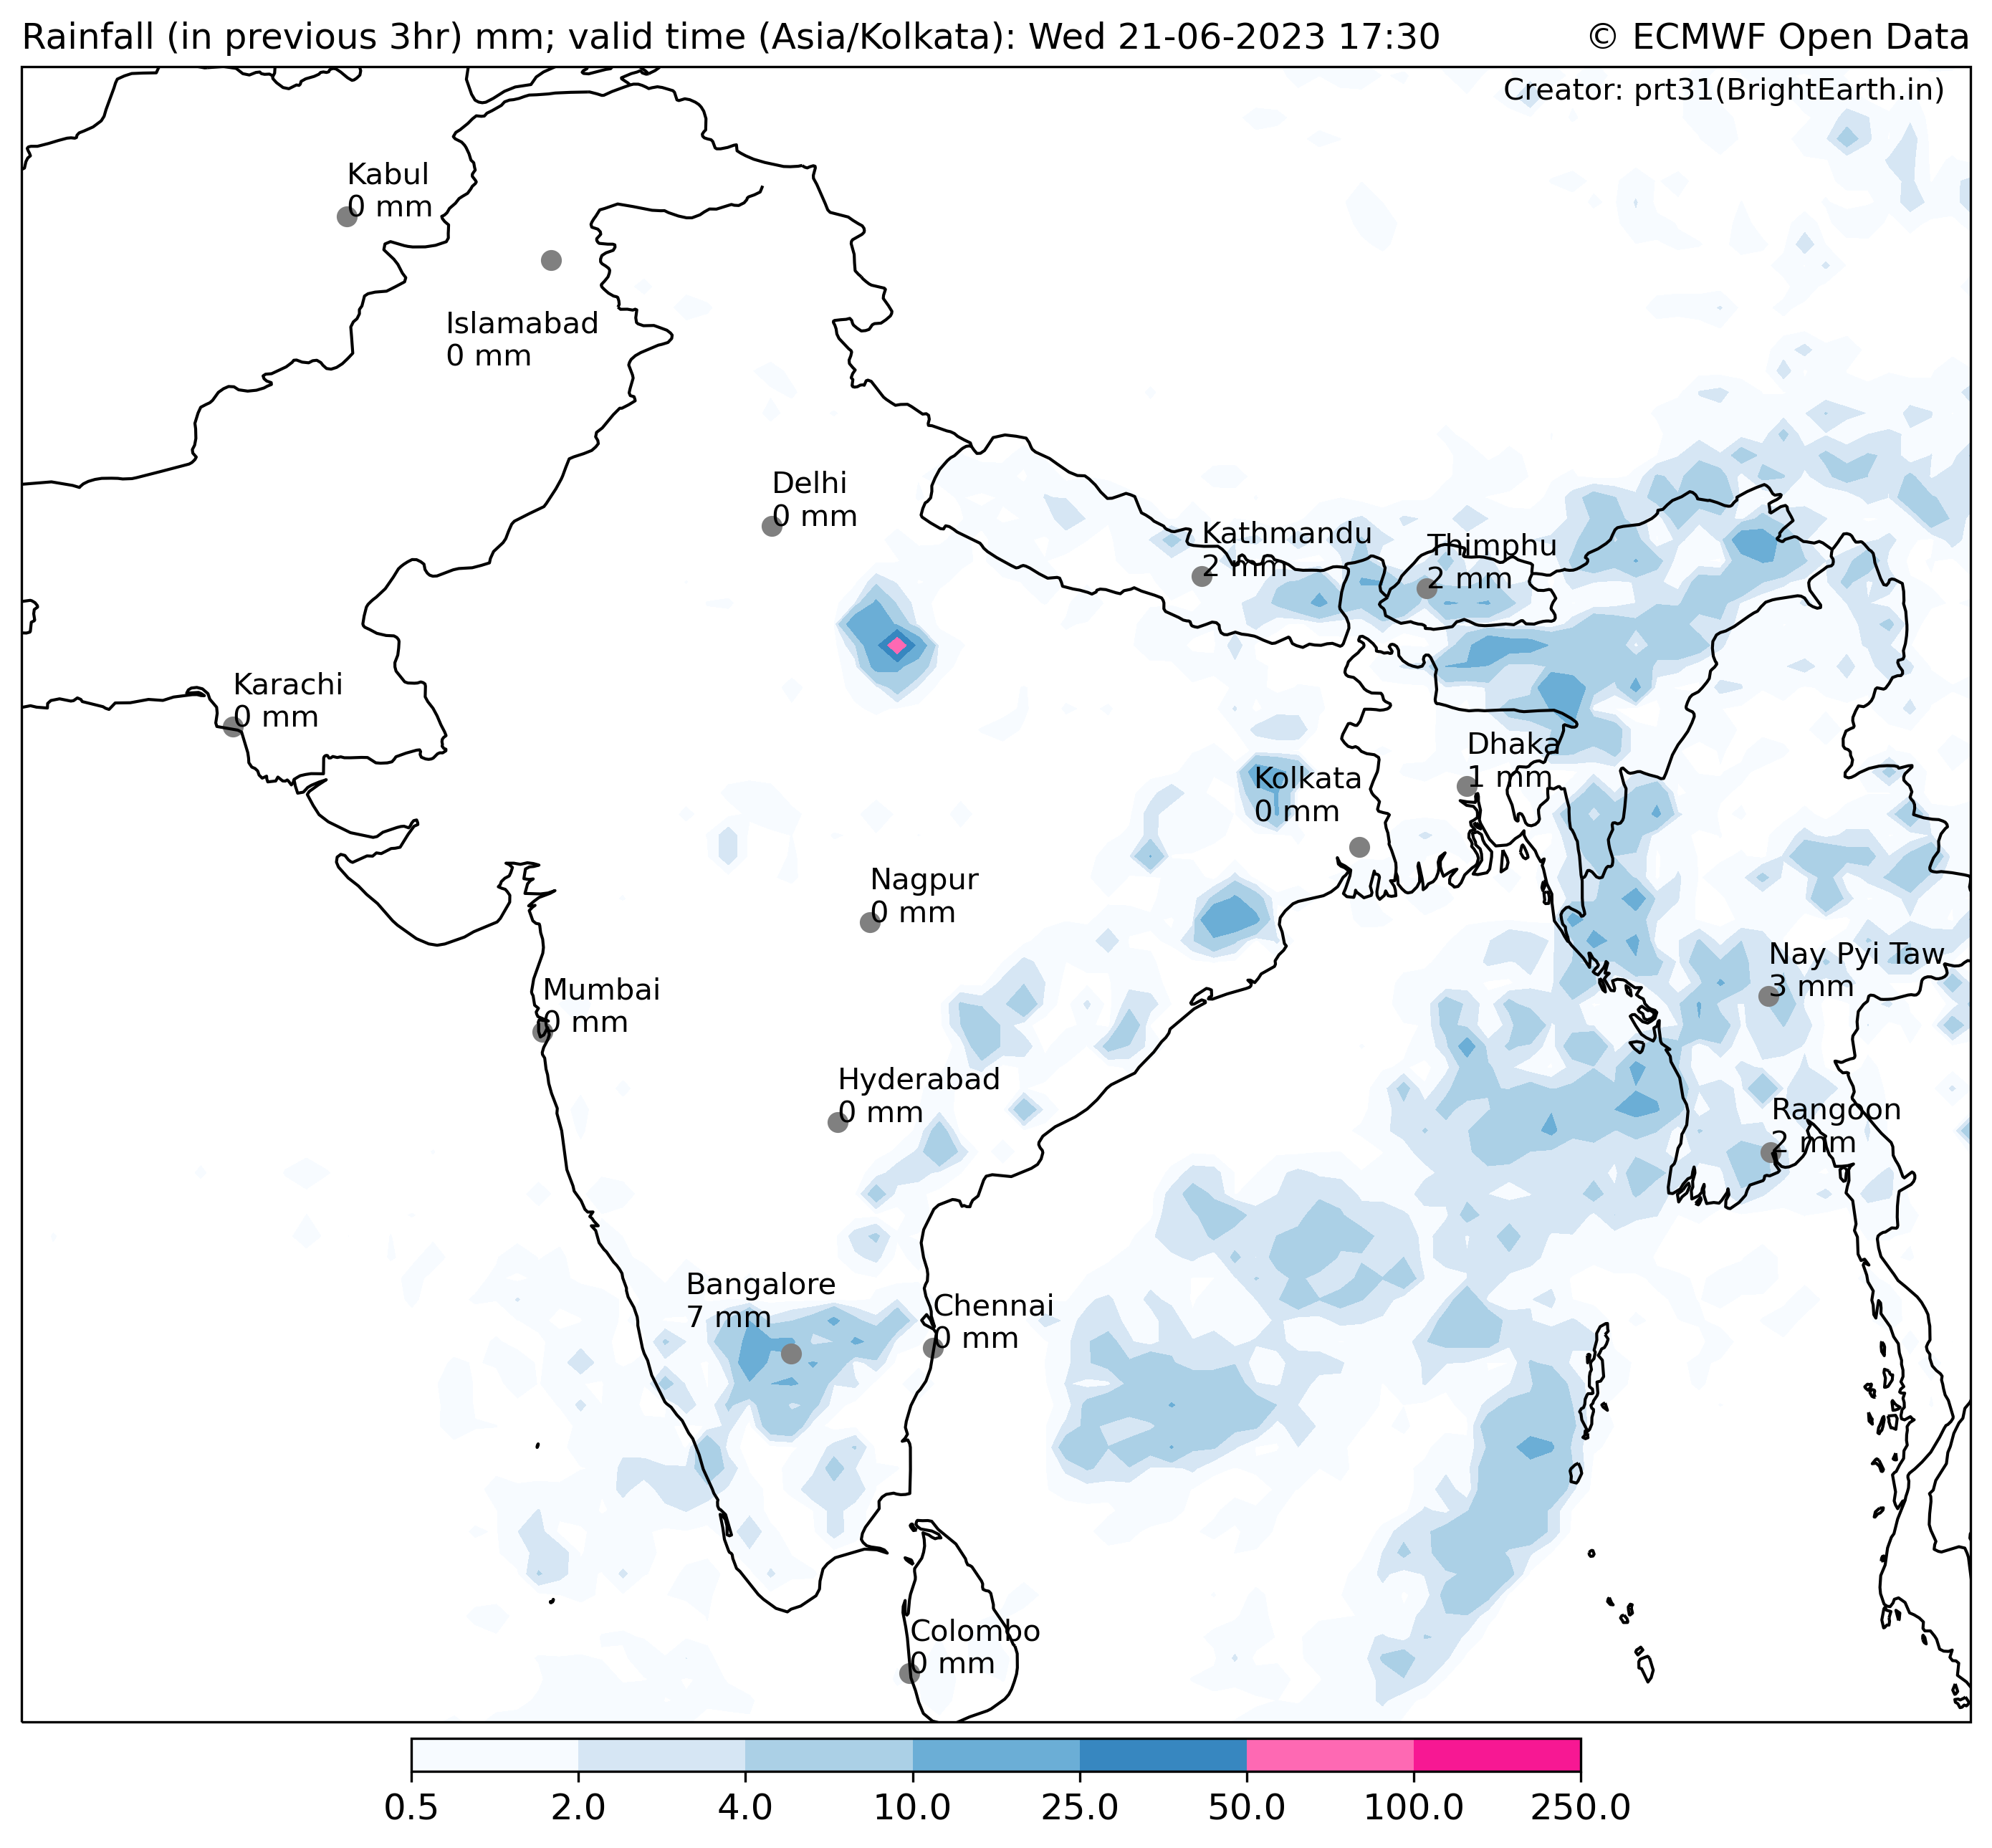 Rainfall (in previous 3hr) mm; valid time (Asia/Kolkata): Wed 21-06-2023 17:30
© ECMWF Open Data
Creator: prt31(BrightEarth.in)
Kabul
0 mm
Islamabad
0 mm
Delhi
0 mm
Kathmandu
2 mm
Thimphu
2 mm
Karachi
0 mm
Dhaka
1 mm
Kolkata
0 mm
Nagpur
0 mm
Nay Pyi Taw
3 mm
Mumbai
0 mm
Hyderabad
0 mm
Rangoon
2 mm
Bangalore
7 mm
Chennai
0 mm
Colombo
0 mm
0.5
2.0
4.0
10.0
25.0
50.0
100.0
250.0